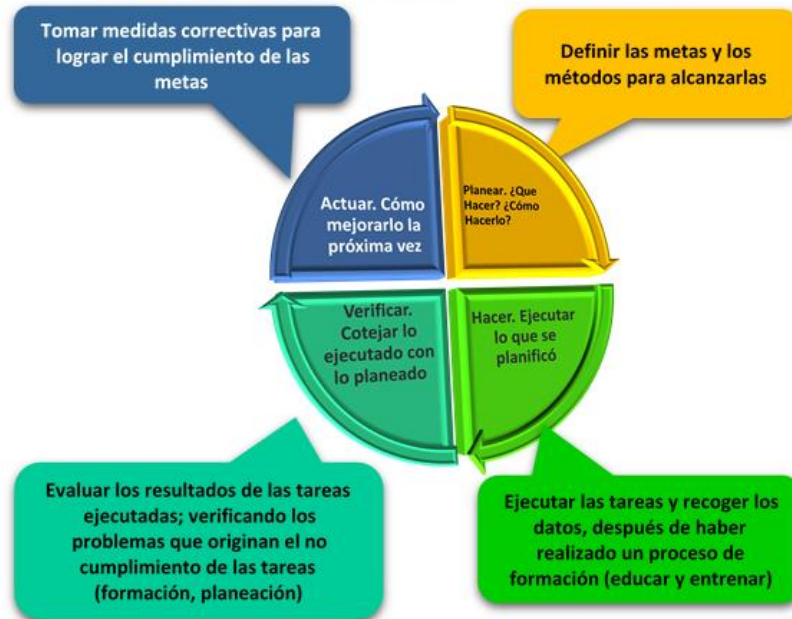 Tomar medidas correctivas para
lograr el cumplimiento de las
metas
Definir las metas y los
métodos para alcanzarlas
Actuar. Cómo
mejorarlo la
próxima vez
Planear. ¿Que
Hacer? ¿Cómo
Hacerlo?
Verificar.
Cotejar lo
ejecutado con
lo planeado
Hacer. Ejecutar
lo que se
planificó
Evaluar los resultados de las tareas
ejecutadas; verificando los
problemas que originan el no
cumplimiento de las tareas
(formación, planeación)
Ejecutar las tareas y recoger los
datos, después de haber
realizado un proceso de
formación (educar y entrenar)